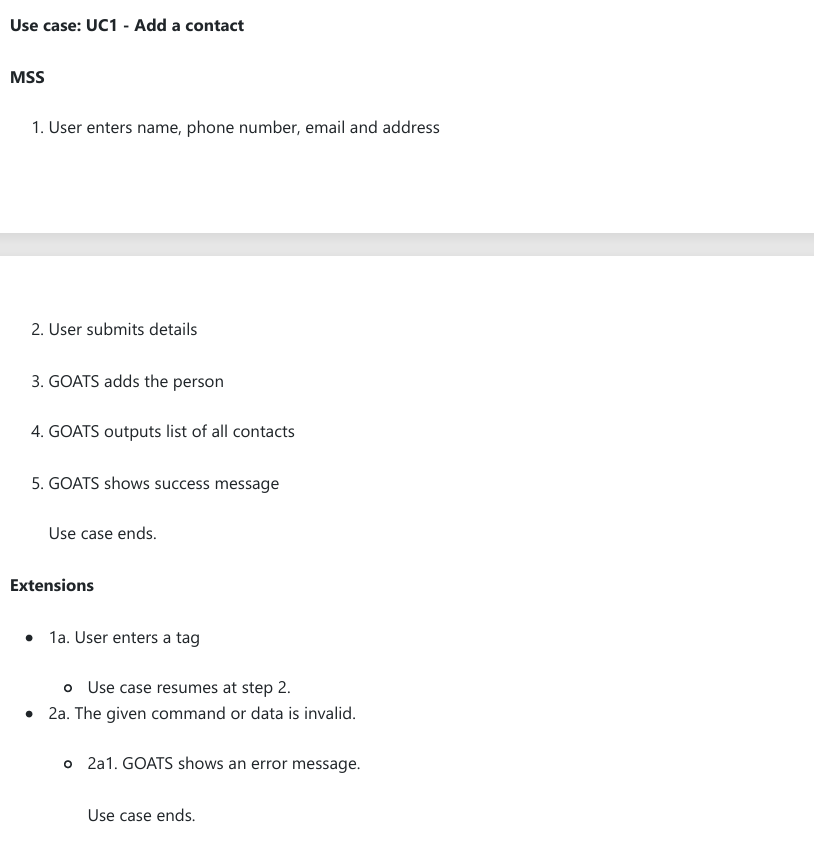 Use case: UC1 - Add a contact
MSS
1. User enters name, phone number, email and address
2. User submits details
3. GOATS adds the person
4. GOATS outputs list of all contacts
5. GOATS shows success message
Use case ends.
Extensions
• 1a. User enters a tag
o Use case resumes at step 2.
• 2a. The given command or data is invalid.
o 2a1. GOATS shows an error message.
Use case ends.